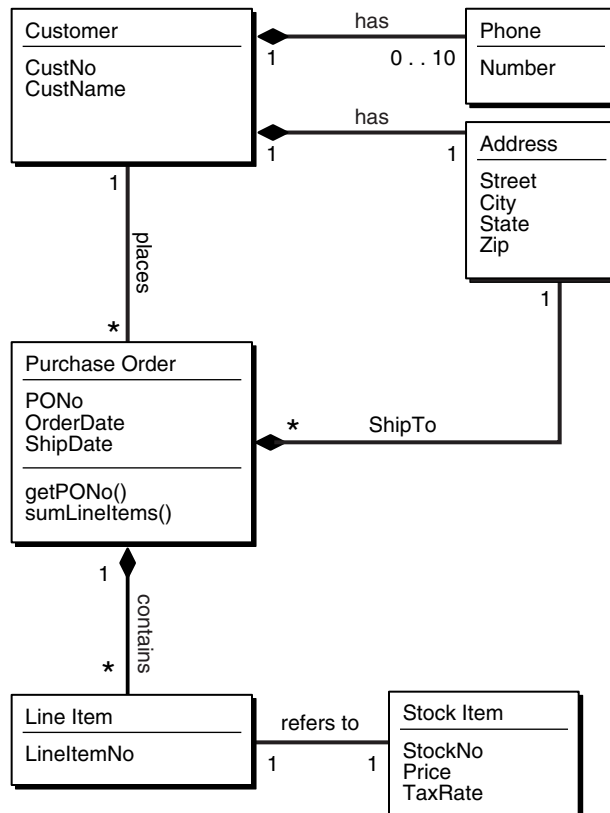 Customer
CustNo
CustName
has
1
0 . . 10
Phone
Number
has
1
1
Address
Street
City
State
Zip
1
places
*
1
Purchase Order
PONo
OrderDate
ShipDate
getPONo()
sumLineItems()
*
ShipTo
1
contains
*
Line Item
LineItemNo
refers to
1
1
Stock Item
StockNo
Price
TaxRate